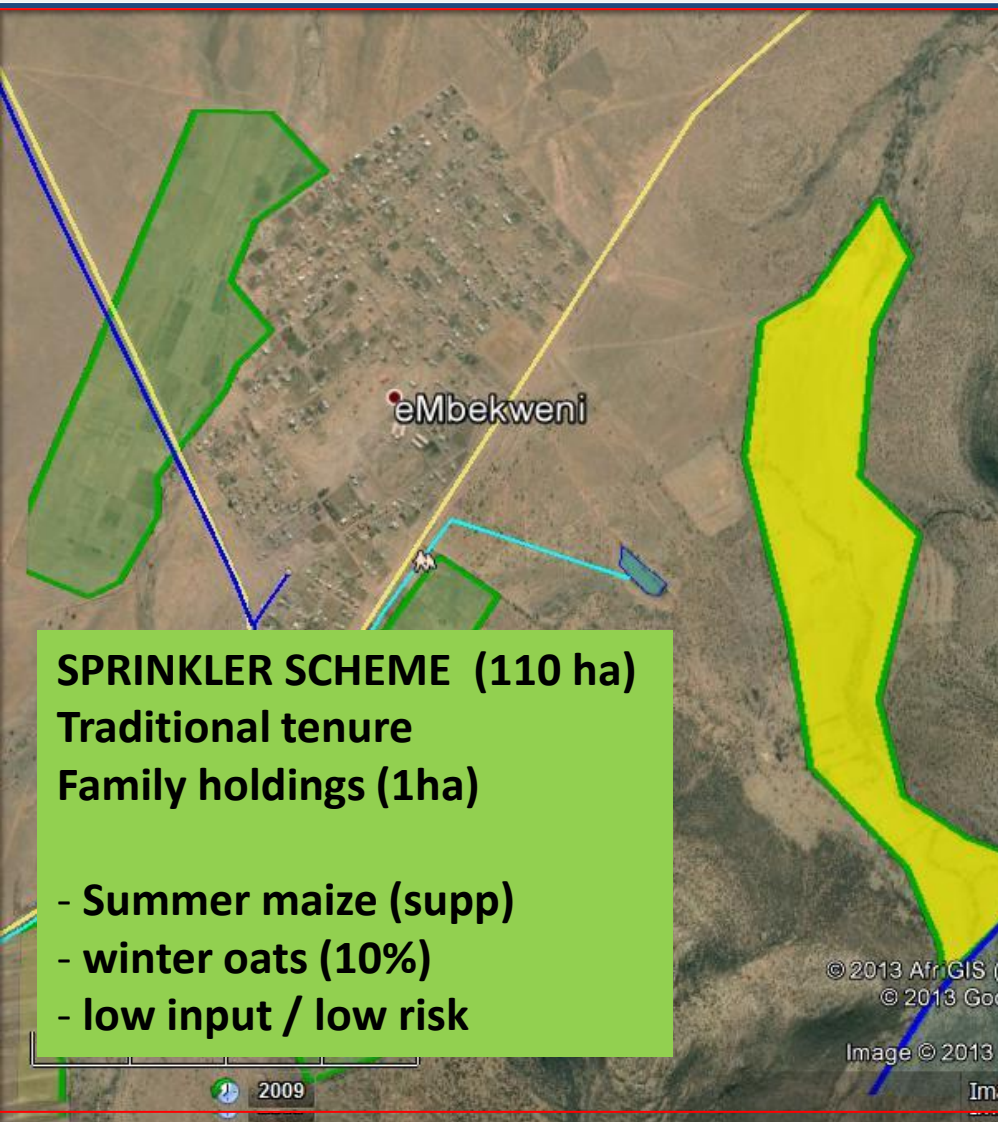 eMbekweni
SPRINKLER SCHEME (110 ha)
Traditional tenure
Family holdings (1ha)
- Summer maize (supp)
- winter oats (10%)
- low input / low risk
© 2013 AfriGIS (
© 2013 Goo
Image © 2013
2009
Ima